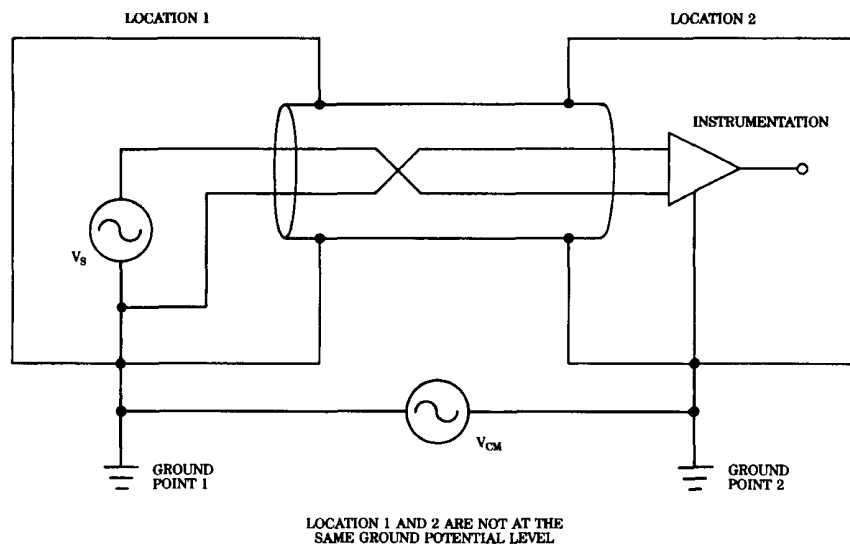 LOCATION 1
LOCATION 2
INSTRUMENTATION
VS
VCM
GROUND
POINT 1
GROUND
POINT 2
LOCATION 1 AND 2 ARE NOT AT THE
SAME GROUND POTENTIAL LEVEL